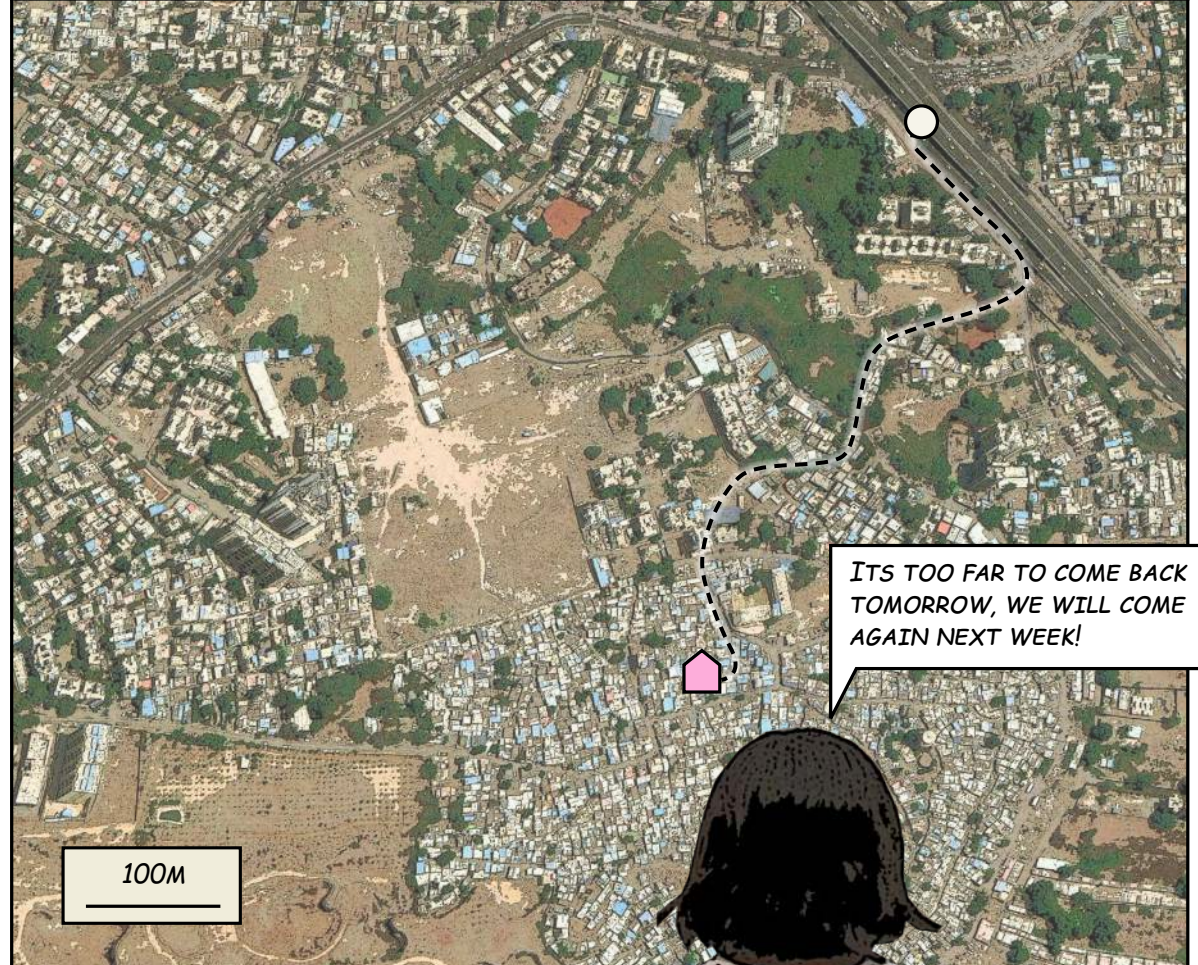 ITS TOO FAR TO COME BACK
TOMORROW, WE WILL COME
AGAIN NEXT WEEK!
100M